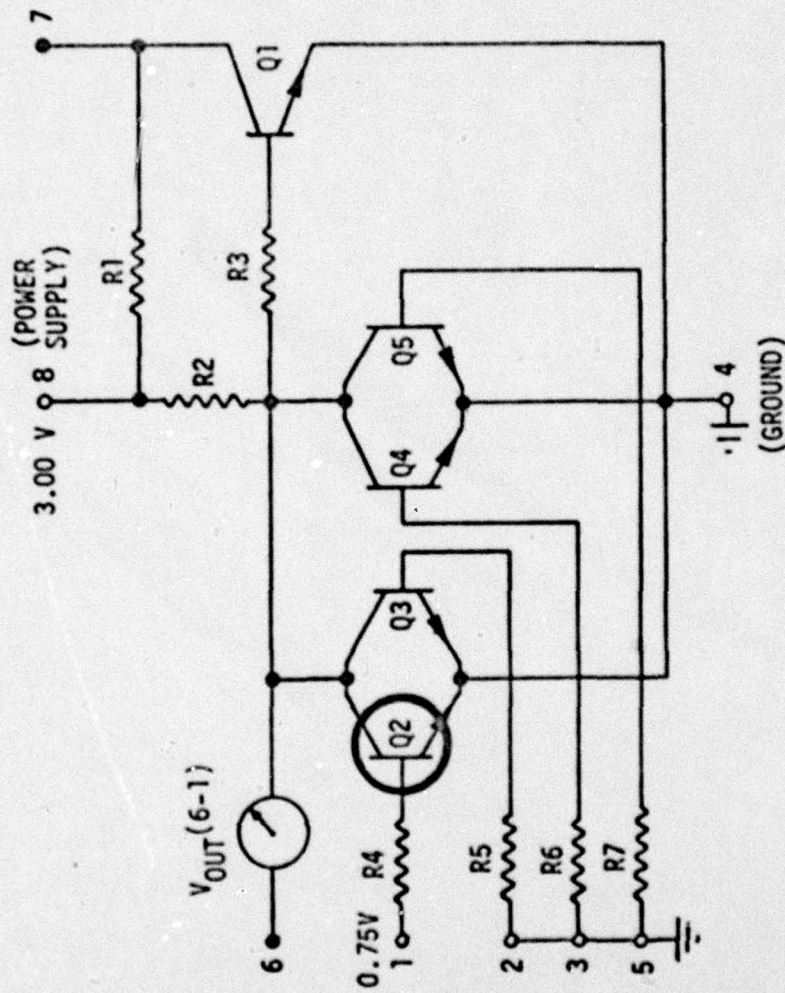 7
8 (POWER
SUPPLY)
3.00 V
R1
Q1
R2
R3
Q4
Q5
Q2
Q3
VOUT(6-1)
6
0.75V
1
R4
2
R5
3
R6
5
R7
4
(GROUND)